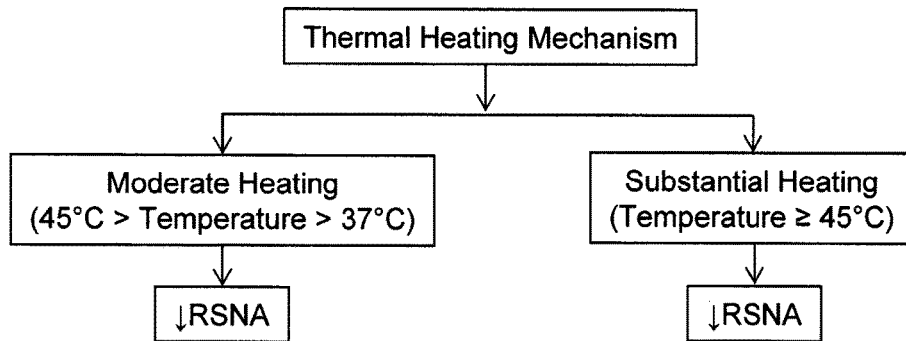 Thermal Heating Mechanism
Moderate Heating
(45°C > Temperature > 37°C)
Substantial Heating
(Temperature ≥ 45°C)
↓RSNA
↓RSNA